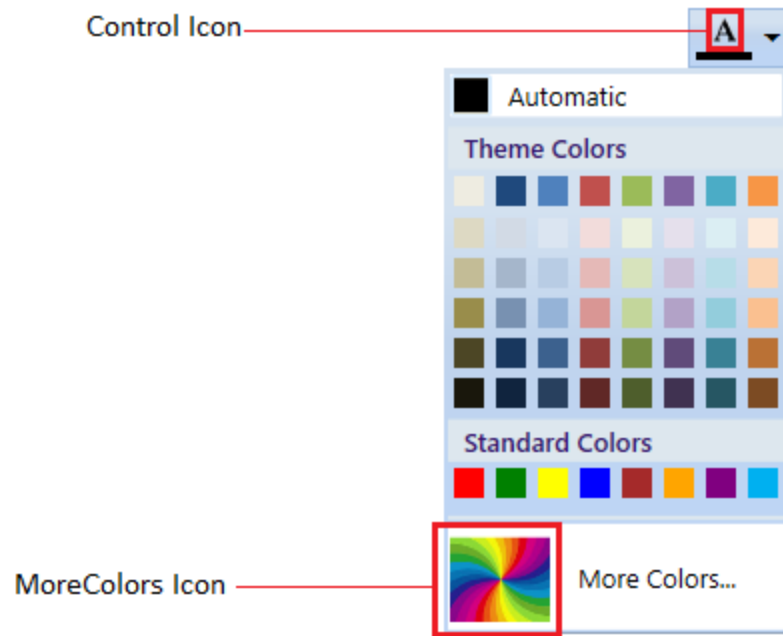 Control Icon
A
Automatic
Theme Colors
Standard Colors
MoreColors Icon
More Colors...